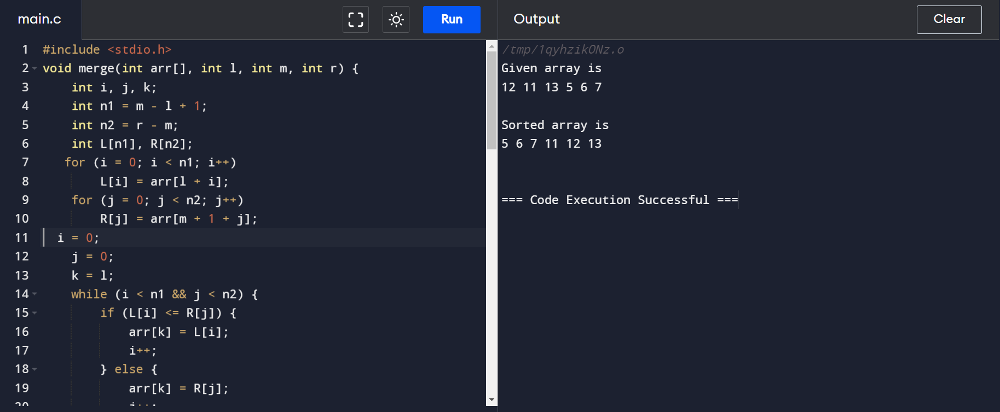 main.c
Run
1 #include <stdio.h>
2 void merge(int arr[], int l, int m, int r) {
3     int i, j, k;
4     int n1 = m - l + 1;
5     int n2 = r - m;
6     int L[n1], R[n2];
7    for (i = 0; i < n1; i++)
8         L[i] = arr[l + i];
9     for (j = 0; j < n2; j++)
10         R[j] = arr[m + 1 + j];
11   i = 0;
12     j = 0;
13     k = l;
14     while (i < n1 && j < n2) {
15         if (L[i] <= R[j]) {
16             arr[k] = L[i];
17             i++;
18         } else {
19             arr[k] = R[j];
Output
Clear
/tmp/1qyhzikONz.o
Given array is
12 11 13 5 6 7
Sorted array is
5 6 7 11 12 13
=== Code Execution Successful ===